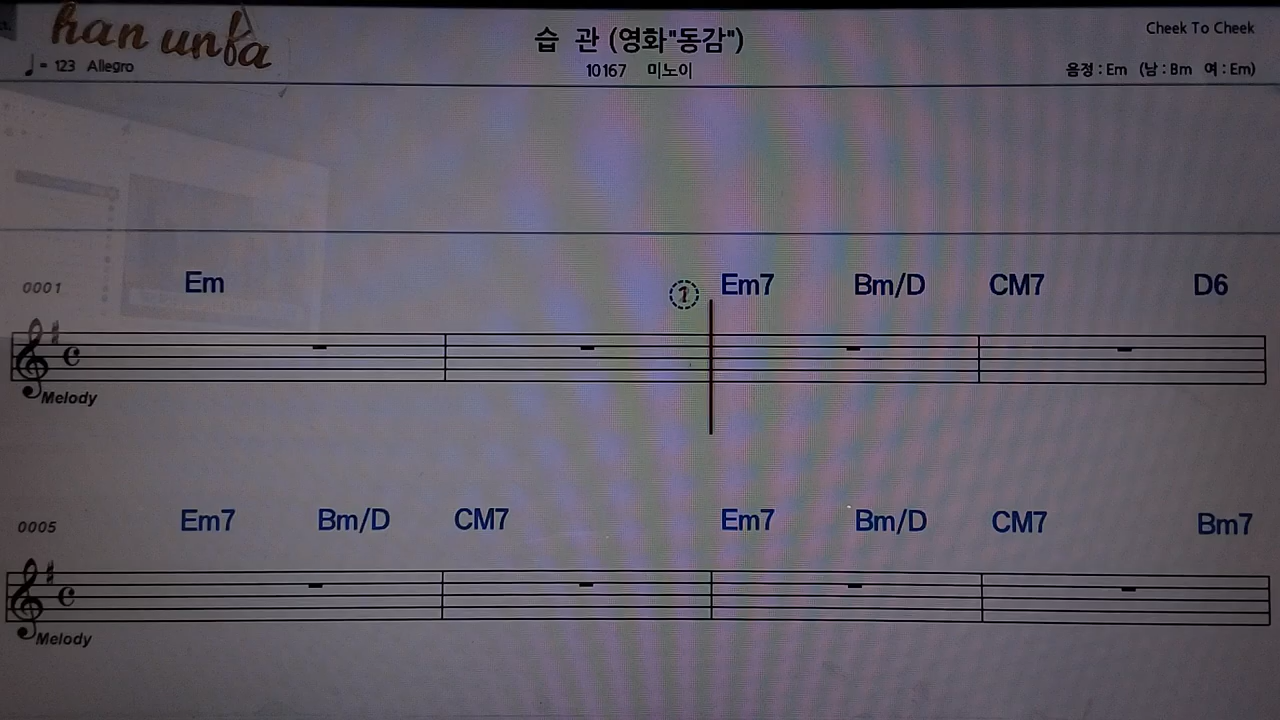 han unba
습 관 (영화"동감")
Cheek To Cheek
♩= 123 Allegro
10167 미노이
음정 : Em (남 : Bm 여 : Em)
0001 Em ① Em7 Bm/D CM7 D6
Melody
0005 Em7 Bm/D CM7 Em7 Bm/D CM7 Bm7
Melody